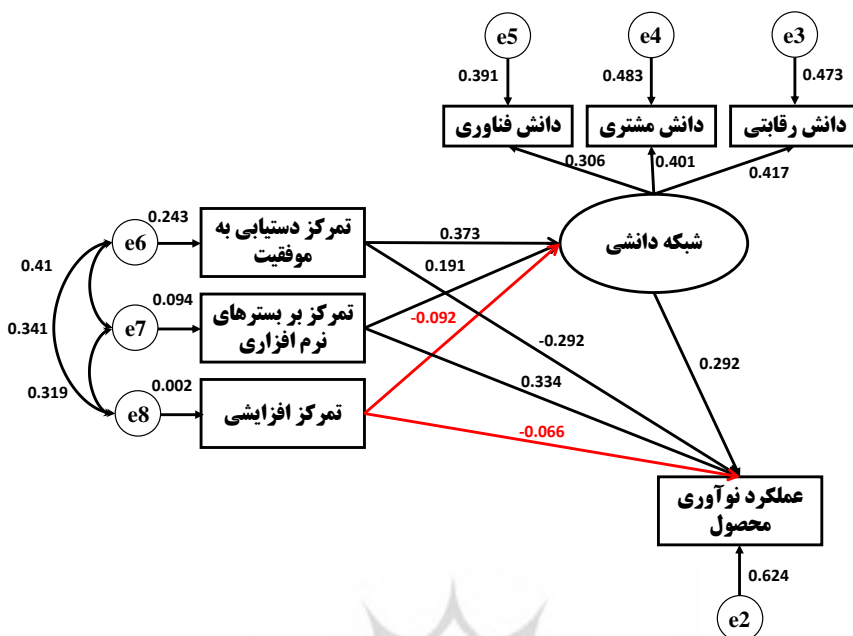 e5
e4
e3
0.391
0.483
0.473
دانش فناوری
دانش مشتری
دانش رقابتی
0.306
0.401
0.417
0.243
e6
تمرکز دستیابی به
موفقیت
0.373
شبکه دانشی
0.41
0.191
0.094
e7
تمرکز بر بسترهای
نرم افزاری
-0.092
0.341
-0.292
0.292
0.334
0.319
0.002
e8
تمرکز افزایشی
-0.066
عملکرد نوآوری
محصول
0.624
e2